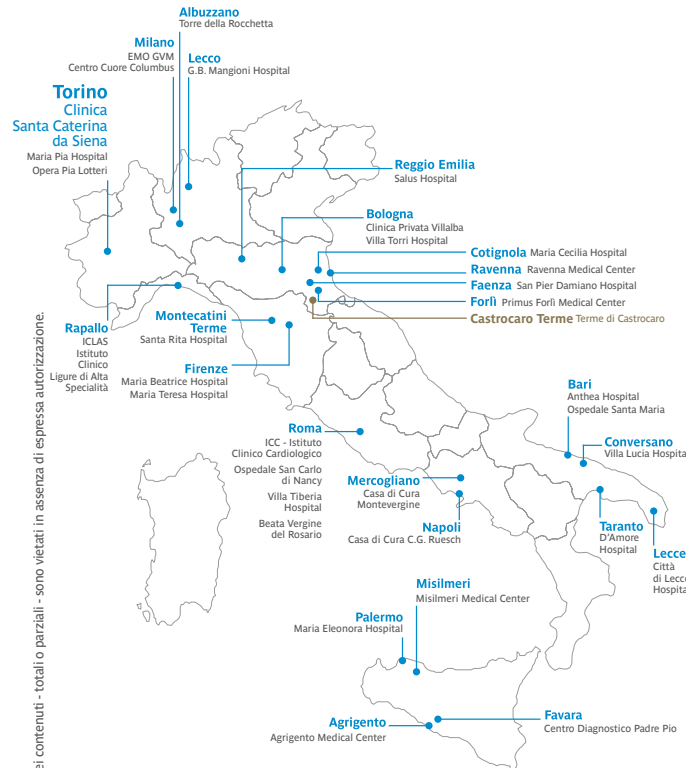 Albuzzano
Torre della Rocchetta
Milano
EMO GVM
Centro Cuore Columbus
Lecco
G.B. Mangioni Hospital
Torino
Clinica
Santa Caterina
da Siena
Maria Pia Hospital
Opera Pia Lotteri
Reggio Emilia
Salus Hospital
Bologna
Clinica Privata Villalba
Villa Torri Hospital
Cotignola Maria Cecilia Hospital
Ravenna Ravenna Medical Center
Faenza San Pier Damiano Hospital
Forlì Primus Forlì Medical Center
Castrocaro Terme Terme di Castrocaro
Rapallo
ICLAS
Istituto
Clinico
Ligure di Alta
Specialità
Montecatini
Terme
Santa Rita Hospital
Firenze
Maria Beatrice Hospital
Maria Teresa Hospital
Bari
Anthea Hospital
Ospedale Santa Maria
Conversano
Villa Lucia Hospita
Roma
ICC - Istituto
Clinico Cardiologico
Ospedale San Carlo
di Nancy
Villa Tiberia
Hospital
Beata Vergine
del Rosario
Mercogliano
Casa di Cura
Montevergine
Napoli
Casa di Cura C.G. Ruesch
Taranto
D'Amore
Hospital
Lecce
Città
di Lecce
Hospita
Misilmeri
Misilmeri Medical Center
Palermo
Maria Eleonora Hospital
Agrigento
Agrigento Medical Center
Favara
Centro Diagnostico Padre Pio
ei contenuti - totali o parziali - sono vietati in assenza di espressa autorizzazione.